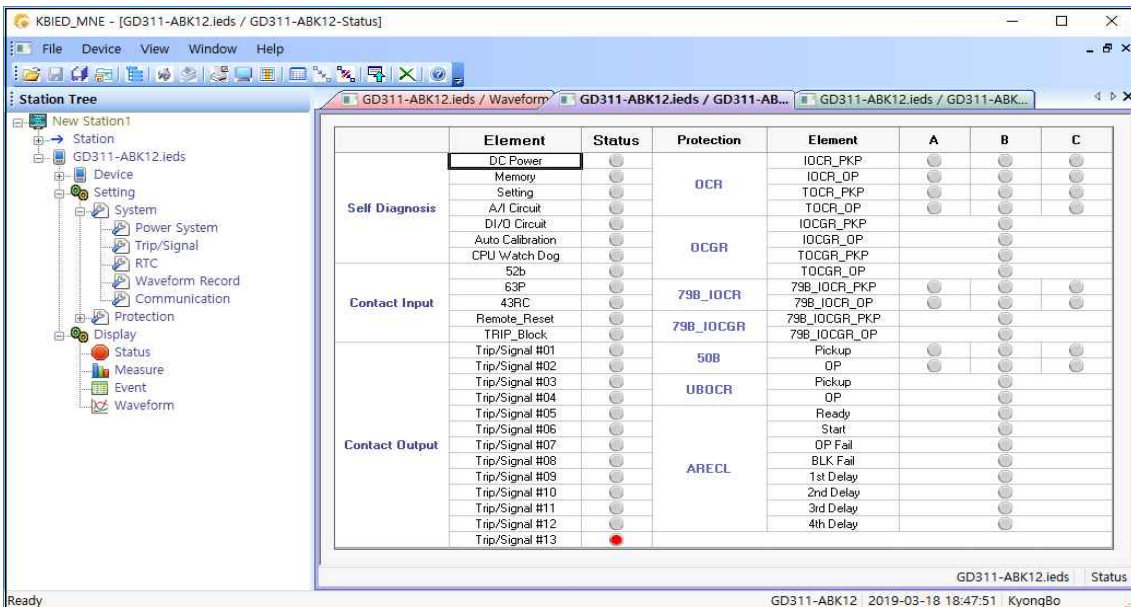 KBIED_MNE - [GD311-ABK12.ieds / GD311-ABK12-Status]
File Device View Window Help
Station Tree
GD311-ABK12.ieds / Waveform
GD311-ABK12.ieds / GD311-AB...
GD311-ABK12.ieds / GD311-ABK...
New Station1
Station
GD311-ABK12.ieds
Device
Setting
System
Power System
Trip/Signal
RTC
Waveform Record
Communication
Protection
Display
Status
Measure
Event
Waveform
Element Status Protection Element A B C
Self Diagnosis
DC Power
Memory
Setting
A/I Circuit
DI/O Circuit
Auto Calibration
CPU Watch Dog
Contact Input
52b
63P
43RC
Remote_Reset
TRIP_Block
Contact Output
Trip/Signal #01
Trip/Signal #02
Trip/Signal #03
Trip/Signal #04
Trip/Signal #05
Trip/Signal #06
Trip/Signal #07
Trip/Signal #08
Trip/Signal #09
Trip/Signal #10
Trip/Signal #11
Trip/Signal #12
Trip/Signal #13
OCR
IOCR_PKP
IOCR_OP
TOCR_PKP
TOCR_OP
OCGR
IOCGR_PKP
IOCGR_OP
TOCGR_PKP
TOCGR_OP
79B_IOCR
79B_IOCR_PKP
79B_IOCR_OP
79B_IOCGR
79B_IOCGR_PKP
79B_IOCGR_OP
50B
Pickup
OP
UBOCR
Pickup
OP
ARECL
Ready
Start
OP Fail
BLK Fail
1st Delay
2nd Delay
3rd Delay
4th Delay
GD311-ABK12.ieds Status
Ready
GD311-ABK12 2019-03-18 18:47:51 KyongBo